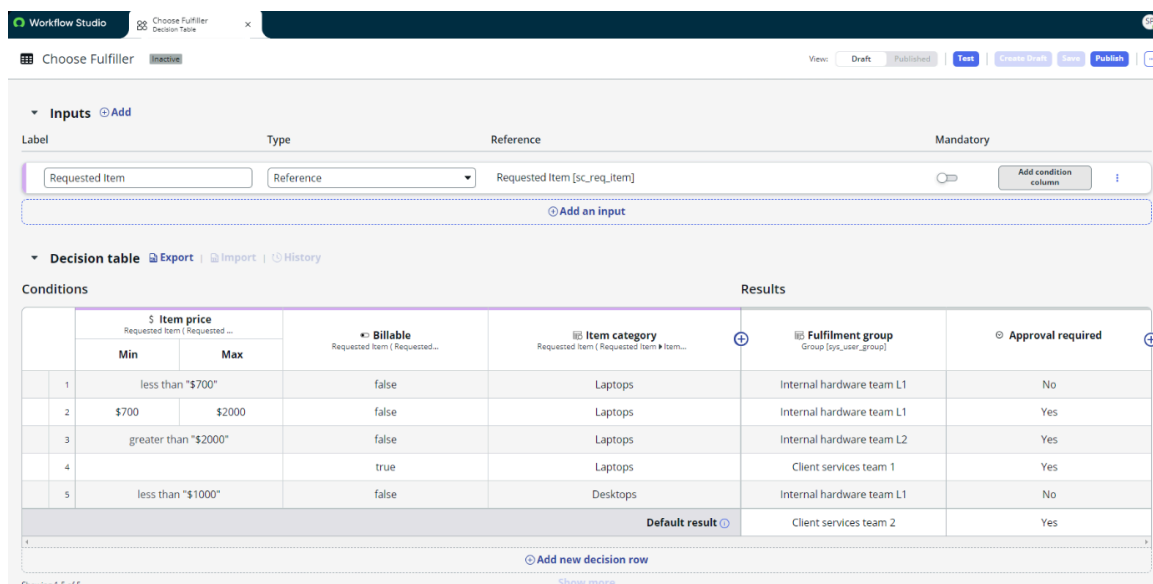 Workflow Studio
Choose Fulfiller
Decision Table
Choose Fulfiller Inactive View: Draft Published Test Create Draft Save Publish
Inputs Add
Label Type Reference Mandatory
Requested Item Reference Requested Item [sc_req_item] Add condition
column
Add an input
Decision table Export | Import | History
Conditions Results
$ Item price
Requested Item ( Requested ...
Min Max
Billable
Requested Item ( Requested...
Item category
Requested Item ( Requested Item Item...
Fulfilment group
Group [sys_user_group]
Approval required
1 less than "$700" false Laptops Internal hardware team L1 No
2 $700 $2000 false Laptops Internal hardware team L1 Yes
3 greater than "$2000" false Laptops Internal hardware team L2 Yes
4 true Laptops Client services team 1 Yes
5 less than "$1000" false Desktops Internal hardware team L1 No
Default result Client services team 2 Yes
Add new decision row
Show more